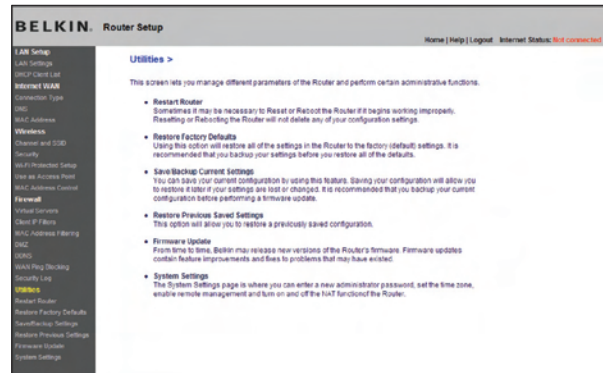 BELKIN. Router Setup
Home | Help | Logout Internet Status: Not connected
LAN Setup
LAN Settings
DHCP Client List
Internet WAN
Connection Type
DNS
MAC Address
Wireless
Channel and SSID
Security
Wi-Fi Protected Setup
Use as Access Point
MAC Address Control
Firewall
Virtual Servers
Client IP Filters
MAC Address Filtering
DMZ
DDNS
WAN Ping Blocking
Security Log
Utilities
Restart Router
Restore Factory Defaults
Save/Backup Settings
Restore Previous Settings
Firmware Update
System Settings
Utilities >
This screen lets you manage different parameters of the Router and perform certain administrative functions.
• Restart Router
Sometimes it may be necessary to Reset or Reboot the Router if it begins working improperly.
Resetting or Rebooting the Router will not delete any of your configuration settings.
• Restore Factory Defaults
Using this option will restore all of the settings in the Router to the factory (default) settings. It is
recommended that you backup your settings before you restore all of the defaults.
• Save/Backup Current Settings
You can save your current configuration by using this feature. Saving your configuration will allow you
to restore it later if your settings are lost or changed. It is recommended that you backup your current
configuration before performing a firmware update.
• Restore Previous Saved Settings
This option will allow you to restore a previously saved configuration.
• Firmware Update
From time to time, Belkin may release new versions of the Router's firmware. Firmware updates
contain feature improvements and fixes to problems that may have existed.
• System Settings
The System Settings page is where you can enter a new administrator password, set the time zone,
enable remote management and turn on and off the NAT function of the Router.